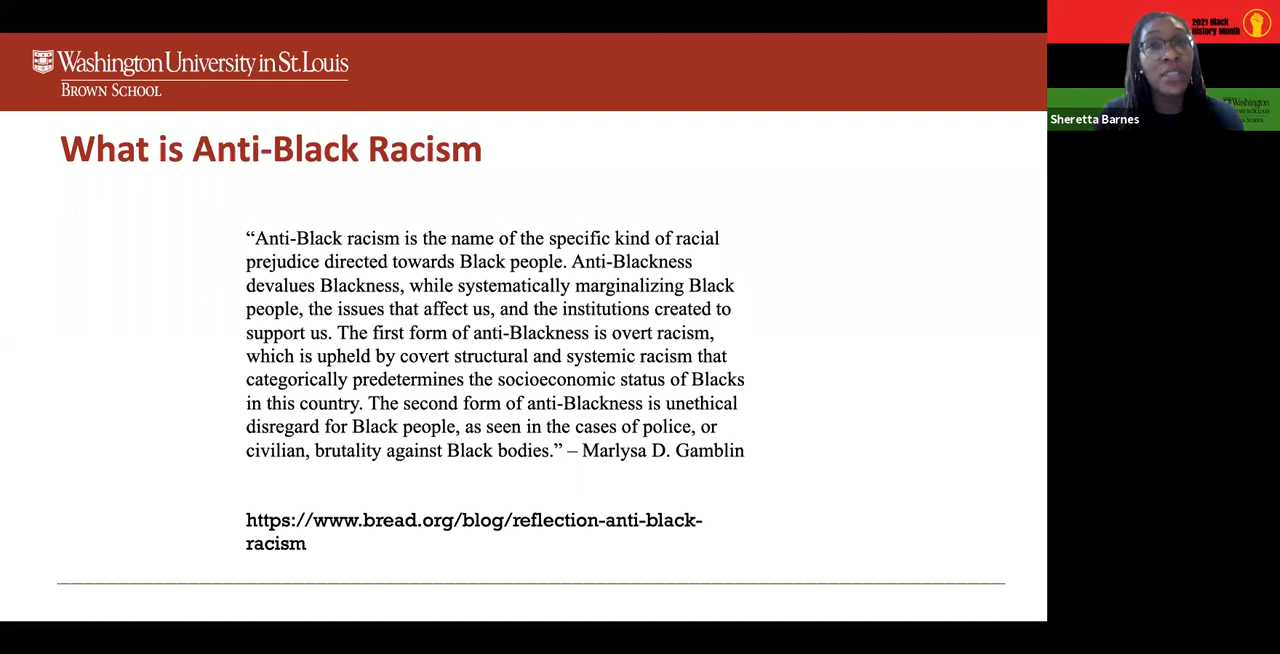 Washington University in St. Louis
BROWN SCHOOL
What is Anti-Black Racism
“Anti-Black racism is the name of the specific kind of racial
prejudice directed towards Black people. Anti-Blackness
devalues Blackness, while systematically marginalizing Black
people, the issues that affect us, and the institutions created to
support us. The first form of anti-Blackness is overt racism,
which is upheld by covert structural and systemic racism that
categorically predetermines the socioeconomic status of Blacks
in this country. The second form of anti-Blackness is unethical
disregard for Black people, as seen in the cases of police, or
civilian, brutality against Black bodies.” – Marlysa D. Gamblin
https://www.bread.org/blog/reflection-anti-black-
racism
2021 Black
History Month
Washington
Sheretta Barnes